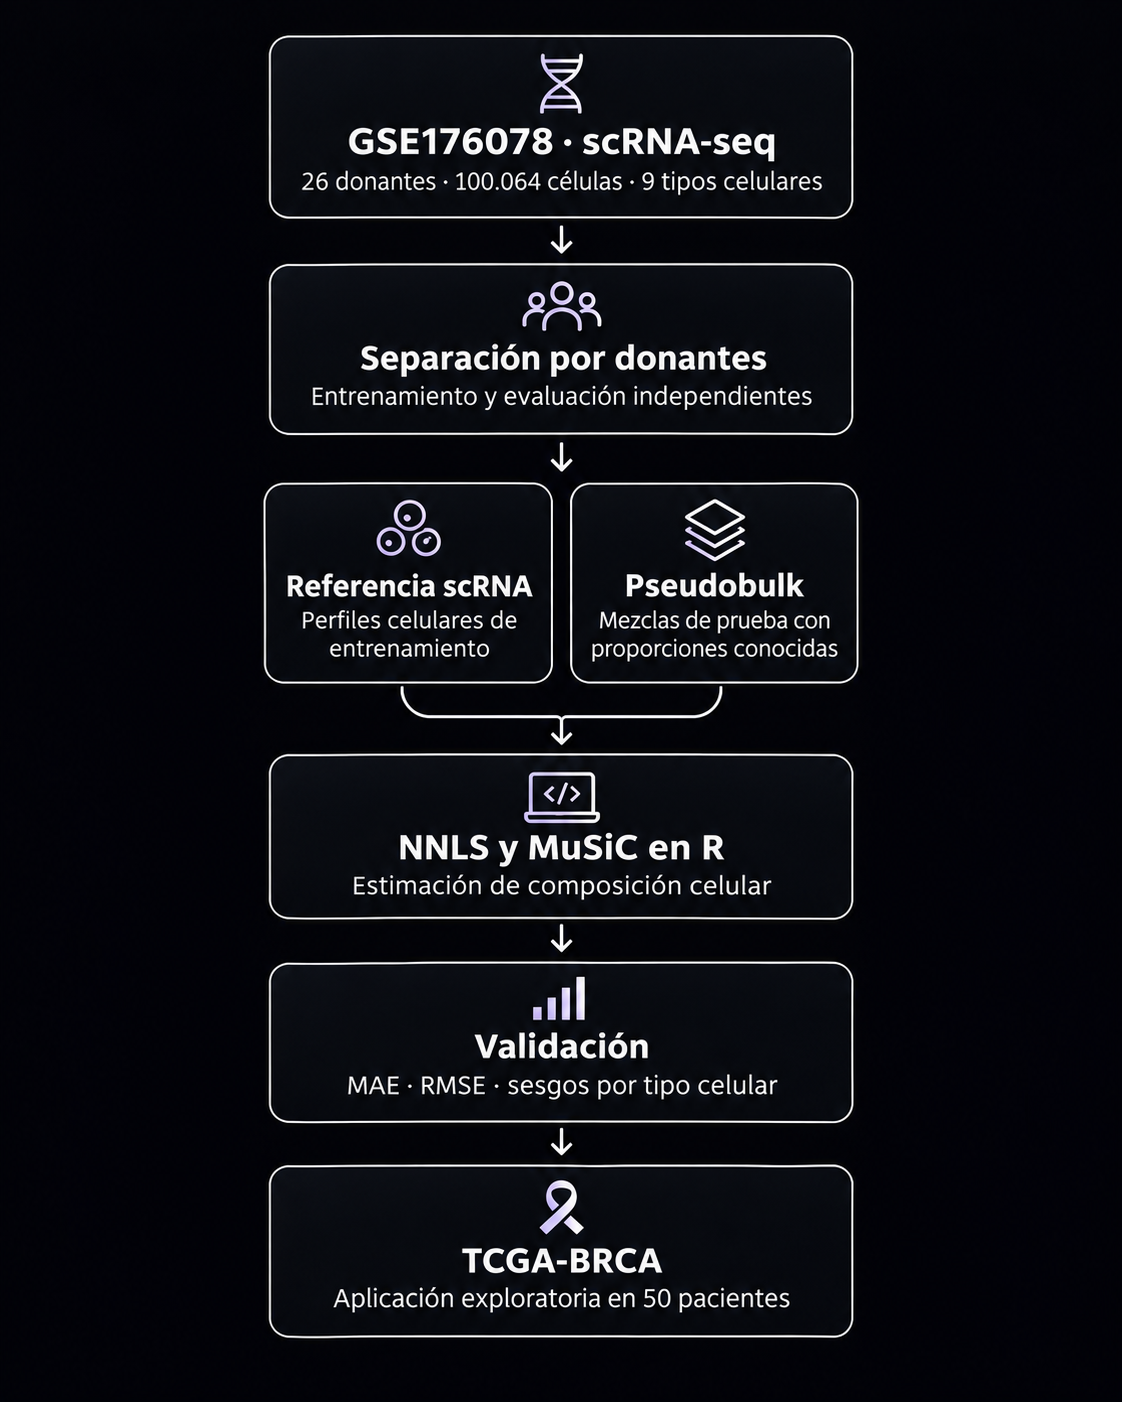 GSE176078 · scRNA-seq
26 donantes · 100.064 células · 9 tipos celulares
Separación por donantes
Entrenamiento y evaluación independientes
Referencia scRNA
Perfiles celulares de
entrenamiento
Pseudobulk
Mezclas de prueba con
proporciones conocidas
</>
NNLS y MuSiC en R
Estimación de composición celular
Validación
MAE · RMSE · sesgos por tipo celular
TCGA-BRCA
Aplicación exploratoria en 50 pacientes